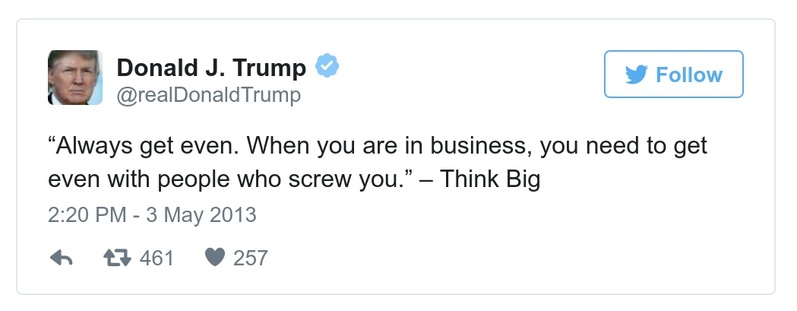 Donald J. Trump
@realDonaldTrump
Follow
“Always get even. When you are in business, you need to get
even with people who screw you.” – Think Big
2:20 PM - 3 May 2013
461 257